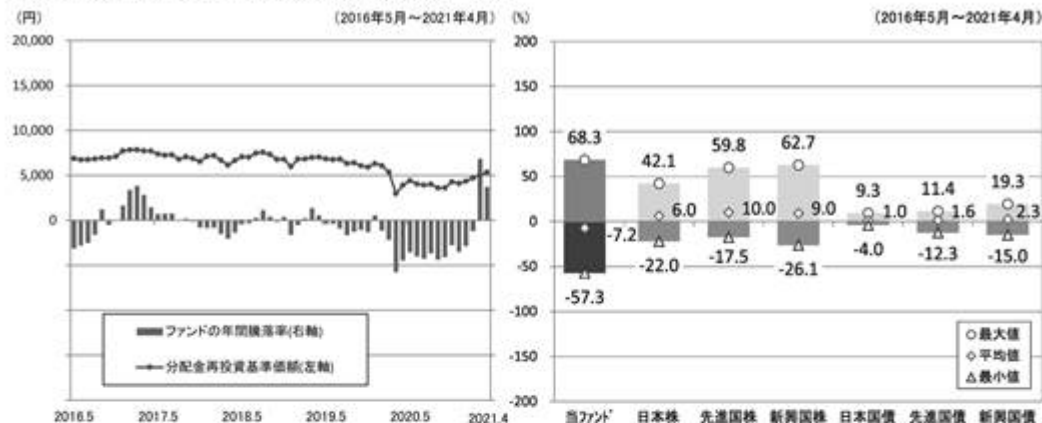 (円)
(2016年5月～2021年4月)
20,000
15,000
10,000
5,000
0
ファンドの年間騰落率(右軸)
分配金再投資基準価額(左軸)
2016.5 2017.5 2018.5 2019.5 2020.5 2021.4
(%)
(2016年5月～2021年4月)
200
150
100
50
0
-50
-100
-150
-200
68.3 42.1 59.8 62.7 9.3 11.4 19.3
-7.2 6.0 10.0 9.0 1.0 1.6 2.3
-57.3 -22.0 -17.5 -26.1 -4.0 -12.3 -15.0
最大値
平均値
最小値
当ファンド 日本株 先進国株 新興国株 日本国債 先進国債 新興国債